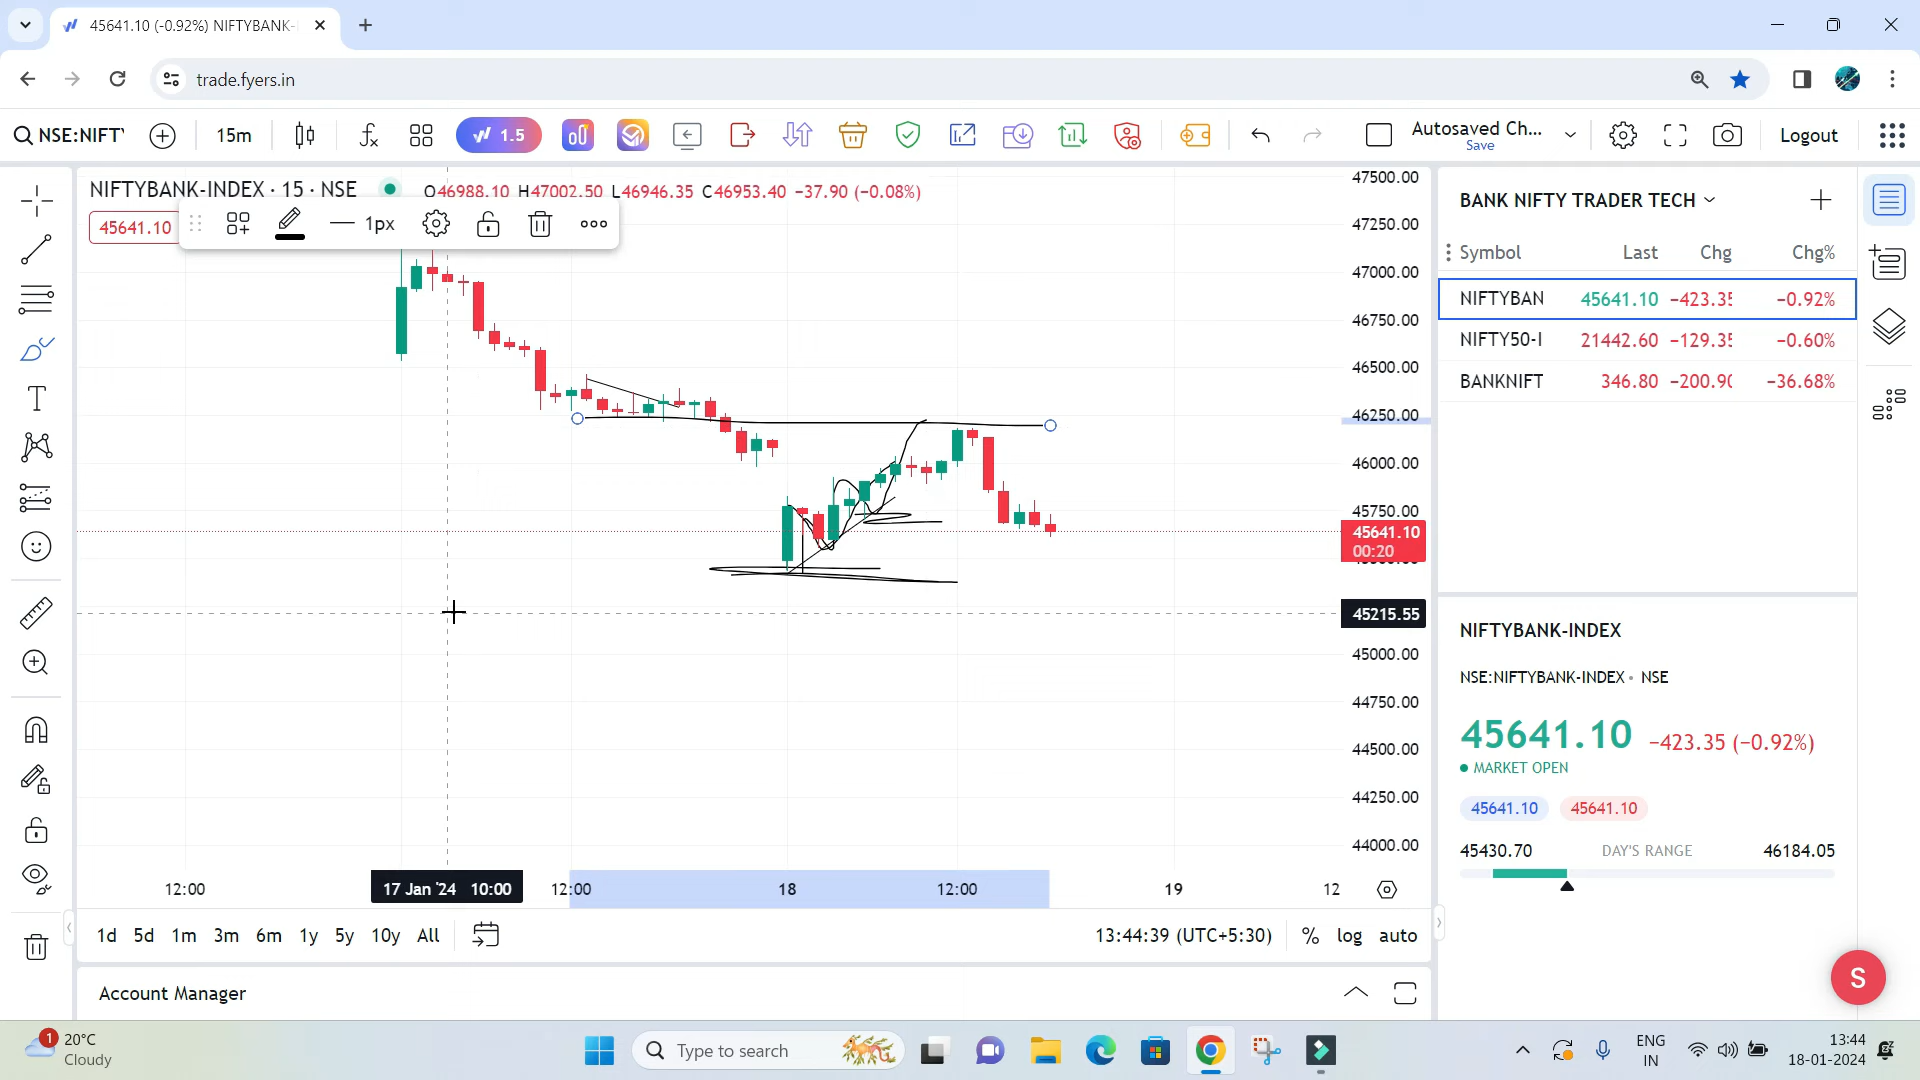 45641.10 (-0.92%) NIFTYBANK-
trade.fyers.in
NSE:NIFTY
15m
1.5
Autosaved Ch...
Save
Logout
NIFTYBANK-INDEX · 15 · NSE
O46988.10 H47002.50 L46946.35 C46953.40 −37.90 (−0.08%)
45641.10
1px
47500.00
47250.00
47000.00
46750.00
46500.00
46250.00
46000.00
45750.00
45641.10
00:20
45215.55
45000.00
44750.00
44500.00
44250.00
44000.00
12:00
17 Jan '24 10:00
12:00
18
12:00
19
12
1d 5d 1m 3m 6m 1y 5y 10y All
13:44:39 (UTC+5:30)
% log auto
Account Manager
BANK NIFTY TRADER TECH
Symbol Last Chg Chg%
NIFTYBAN 45641.10 −423.35 −0.92%
NIFTY50-I 21442.60 −129.35 −0.60%
BANKNIFT 346.80 −200.90 −36.68%
NIFTYBANK-INDEX
NSE:NIFTYBANK-INDEX • NSE
45641.10 −423.35 (−0.92%)
MARKET OPEN
45641.10 45641.10
45430.70 DAY'S RANGE 46184.05
S
1
20°C
Cloudy
Type to search
ENG
IN
13:44
18-01-2024